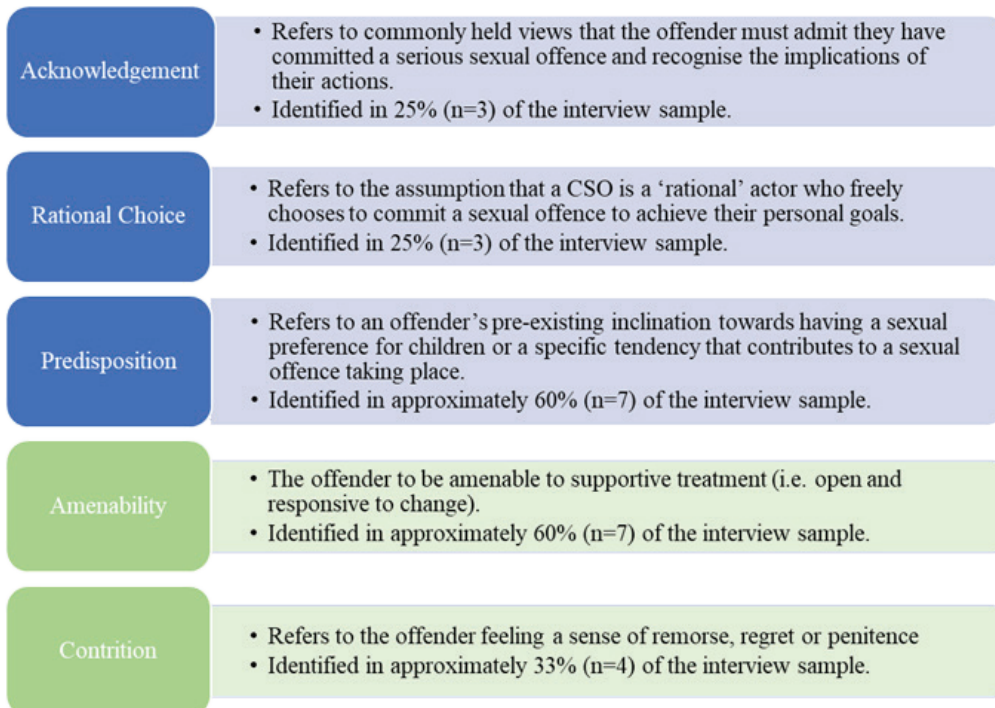 Acknowledgement
• Refers to commonly held views that the offender must admit they have
committed a serious sexual offence and recognise the implications of
their actions.
• Identified in 25% (n=3) of the interview sample.
Rational Choice
• Refers to the assumption that a CSO is a ‘rational’ actor who freely
chooses to commit a sexual offence to achieve their personal goals.
• Identified in 25% (n=3) of the interview sample.
Predisposition
• Refers to an offender’s pre-existing inclination towards having a sexual
preference for children or a specific tendency that contributes to a sexual
offence taking place.
• Identified in approximately 60% (n=7) of the interview sample.
Amenability
• The offender to be amenable to supportive treatment (i.e. open and
responsive to change).
• Identified in approximately 60% (n=7) of the interview sample.
Contrition
• Refers to the offender feeling a sense of remorse, regret or penitence
• Identified in approximately 33% (n=4) of the interview sample.